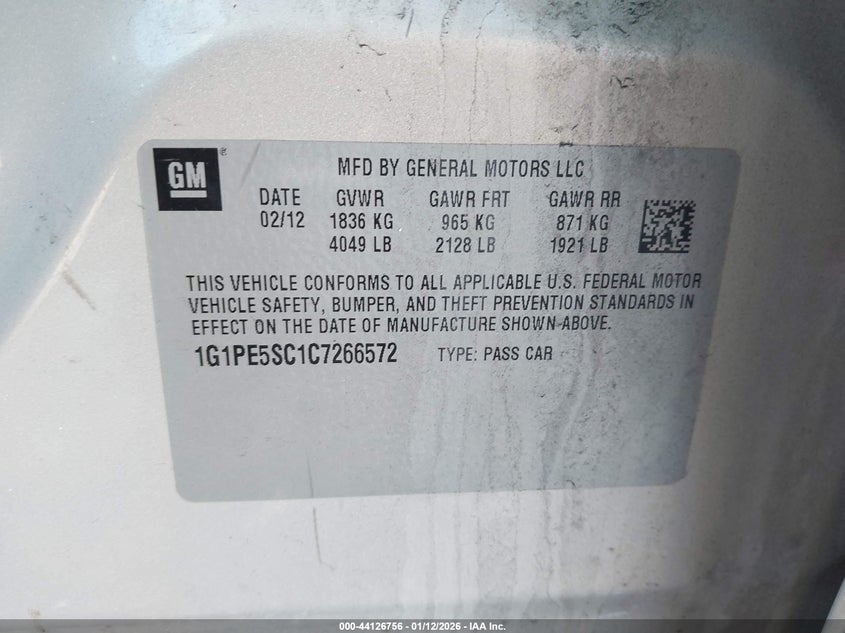 GM
®
MFD BY GENERAL MOTORS LLC
DATE GVWR GAWR FRT GAWR RR
02/12 1836 KG 965 KG 871 KG
4049 LB 2128 LB 1921 LB
THIS VEHICLE CONFORMS TO ALL APPLICABLE U.S. FEDERAL MOTOR
VEHICLE SAFETY, BUMPER, AND THEFT PREVENTION STANDARDS IN
EFFECT ON THE DATE OF MANUFACTURE SHOWN ABOVE.
1G1PE5SC1C7266572 TYPE: PASS CAR
000-44126756 - 01/12/2026 - IAA Inc.